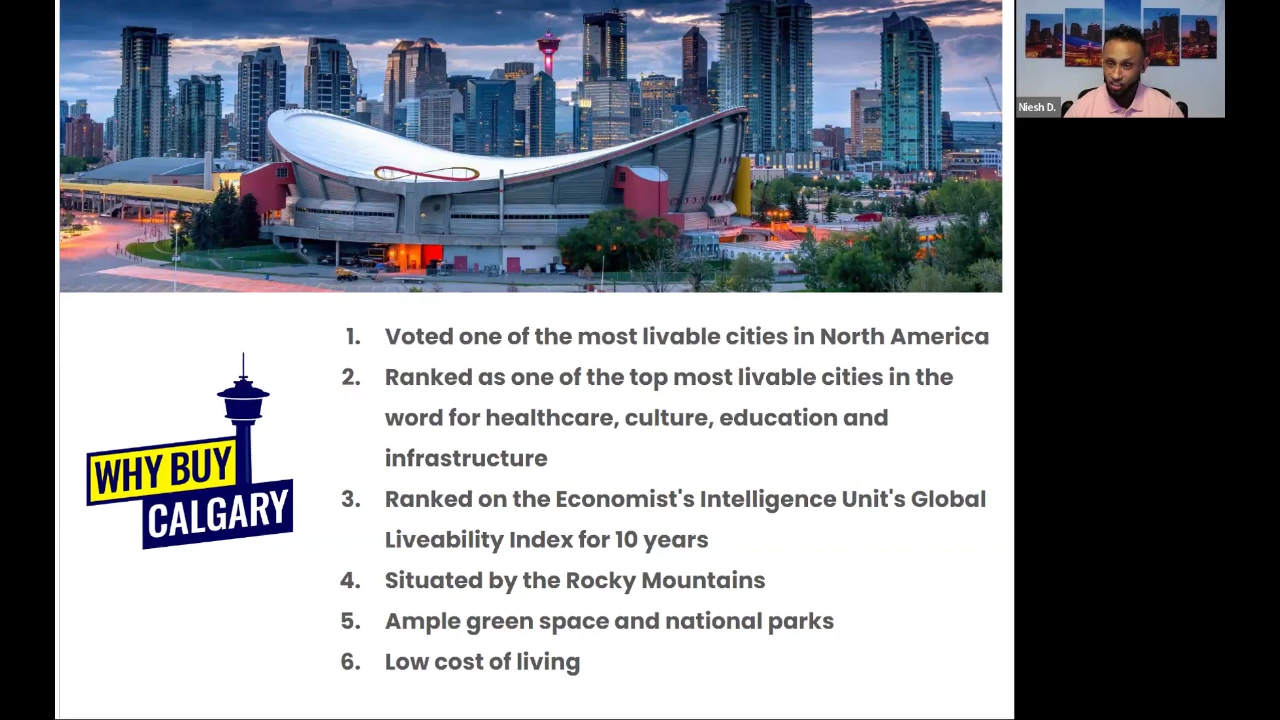 Niesh D.
1. Voted one of the most livable cities in North America
2. Ranked as one of the top most livable cities in the
word for healthcare, culture, education and
infrastructure
3. Ranked on the Economist's Intelligence Unit's Global
Liveability Index for 10 years
4. Situated by the Rocky Mountains
5. Ample green space and national parks
6. Low cost of living
WHY BUY
CALGARY